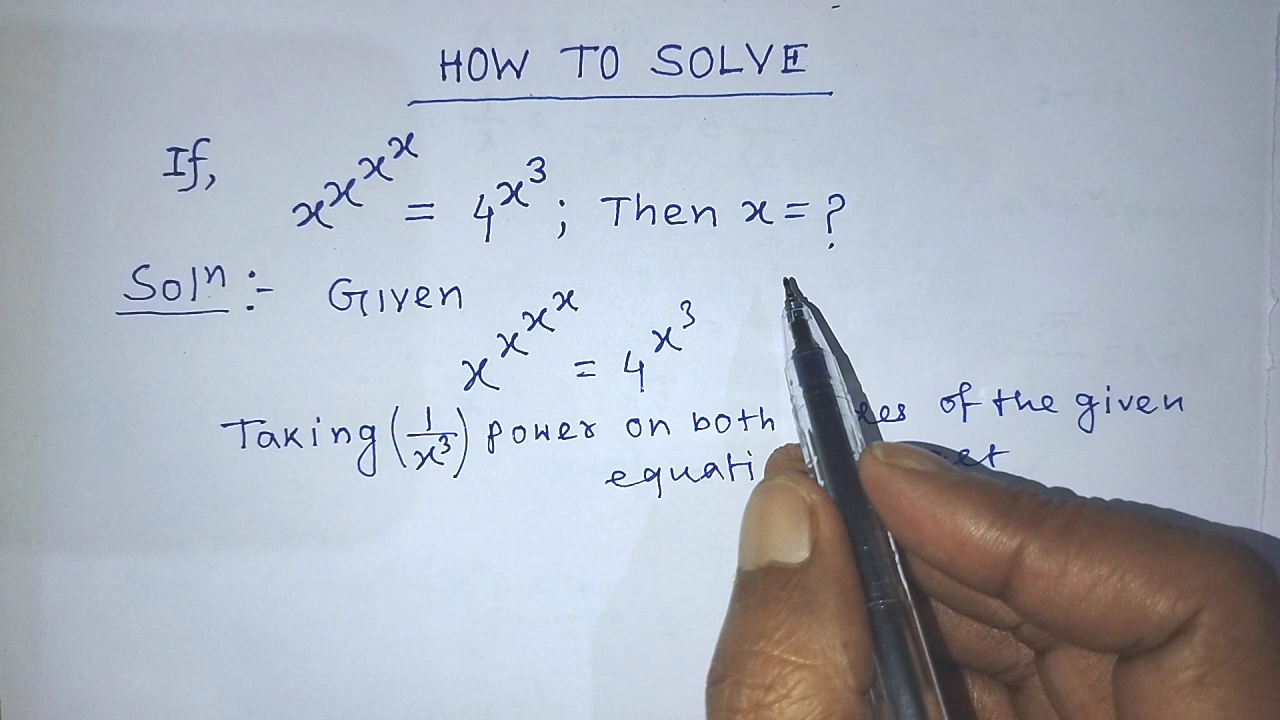 HOW TO SOLVE
If,
x^x^x^x = 4^x^3; Then x = ?
Solⁿ :- Given
x^x^x^x = 4^x^3
Taking (1/x^3) power on both of the given